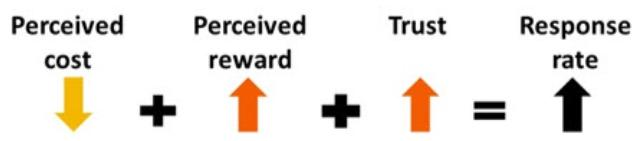 Perceived cost
Perceived reward
Trust
Response rate
+ + =